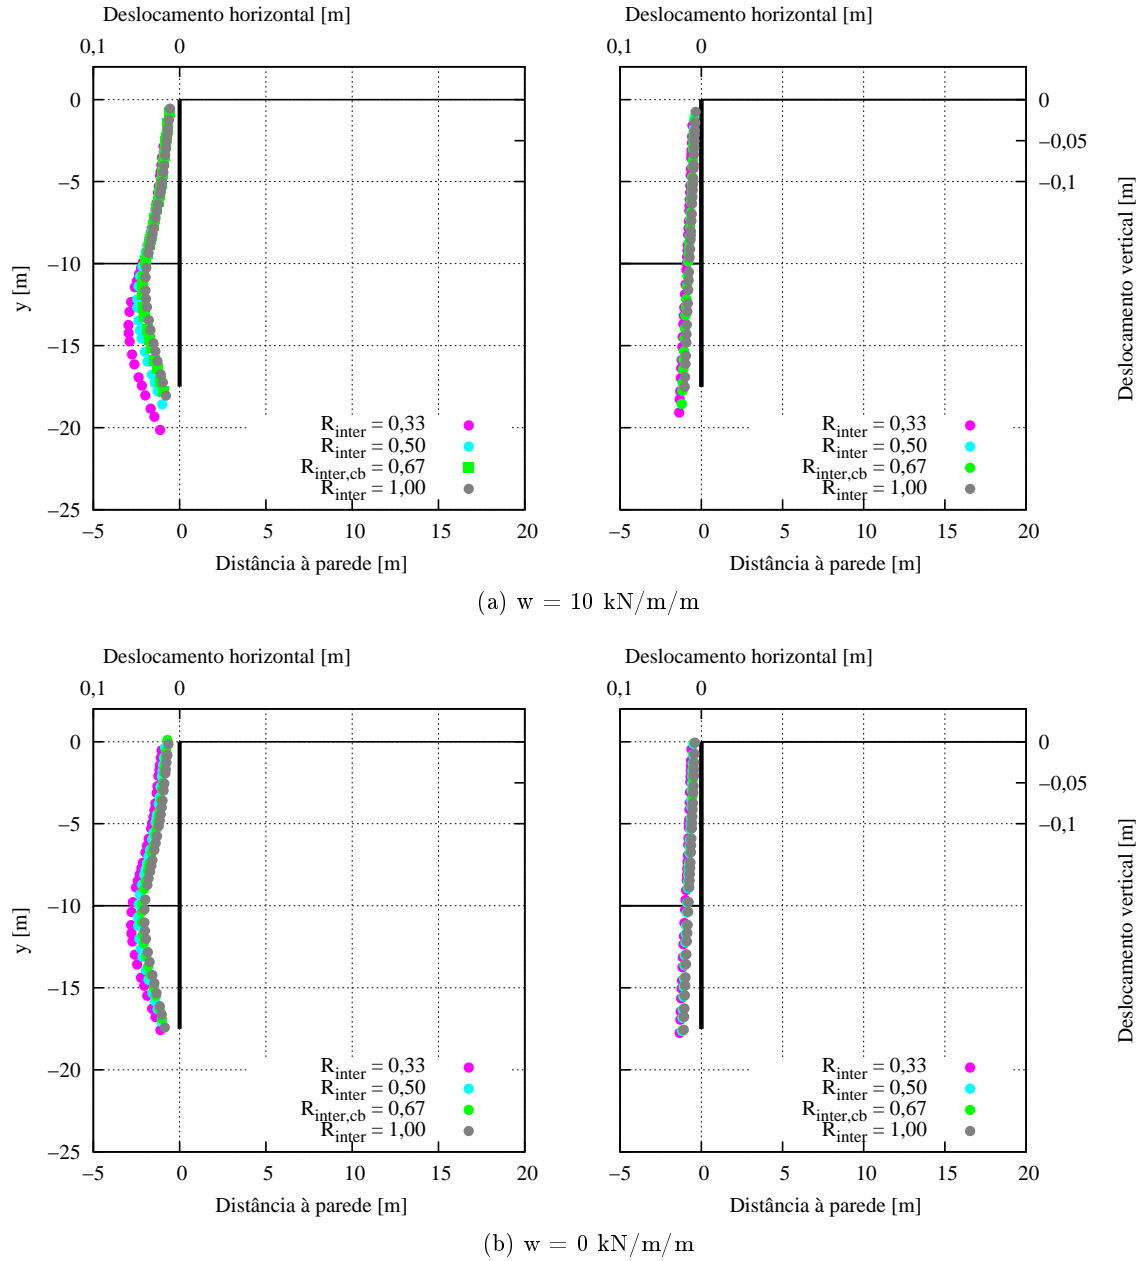 Deslocamento horizontal [m] Deslocamento horizontal [m]
0,1 0 0,1 0
0 0
−0,05
−5 −0,1
−10
−15
−20
−25
y [m]
Deslocamento vertical [m]
R_inter = 0,33 R_inter = 0,33
R_inter = 0,50 R_inter = 0,50
R_inter,cb = 0,67 R_inter,cb = 0,67
R_inter = 1,00 R_inter = 1,00
−5 0 5 10 15 20 −5 0 5 10 15 20
Distância à parede [m] Distância à parede [m]
(a) w = 10 kN/m/m
Deslocamento horizontal [m] Deslocamento horizontal [m]
0,1 0 0,1 0
0 0
−0,05
−5 −0,1
−10
−15
−20
−25
y [m]
Deslocamento vertical [m]
R_inter = 0,33 R_inter = 0,33
R_inter = 0,50 R_inter = 0,50
R_inter,cb = 0,67 R_inter,cb = 0,67
R_inter = 1,00 R_inter = 1,00
−5 0 5 10 15 20 −5 0 5 10 15 20
Distância à parede [m] Distância à parede [m]
(b) w = 0 kN/m/m